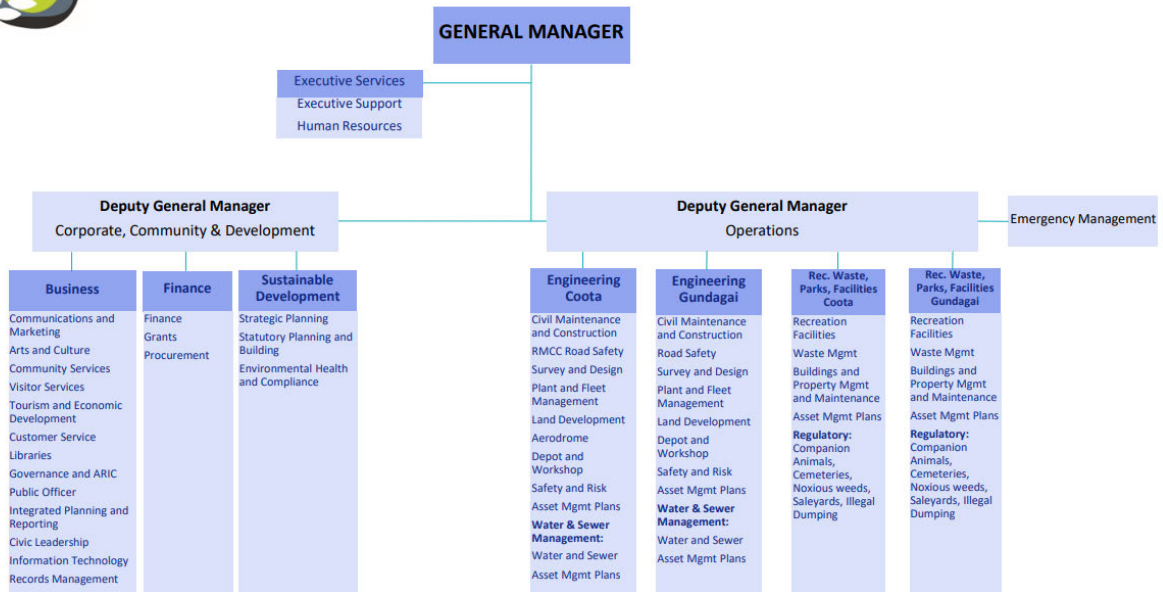 GENERAL MANAGER
Executive Services
Executive Support
Human Resources
Deputy General Manager
Corporate, Community & Development
Deputy General Manager
Operations
Emergency Management
Business
Communications and
Marketing
Arts and Culture
Community Services
Visitor Services
Tourism and Economic
Development
Customer Service
Libraries
Governance and ARIC
Public Officer
Integrated Planning and
Reporting
Civic Leadership
Information Technology
Records Management
Finance
Finance
Grants
Procurement
Sustainable
Development
Strategic Planning
Statutory Planning and
Building
Environmental Health
and Compliance
Engineering
Coota
Civil Maintenance
and Construction
RMCC Road Safety
Survey and Design
Plant and Fleet
Management
Land Development
Aerodrome
Depot and
Workshop
Safety and Risk
Asset Mgmt Plans
Water & Sewer
Management:
Water and Sewer
Asset Mgmt Plans
Engineering
Gundagai
Civil Maintenance
and Construction
Road Safety
Survey and Design
Plant and Fleet
Management
Land Development
Depot and
Workshop
Safety and Risk
Asset Mgmt Plans
Water & Sewer
Management:
Water and Sewer
Asset Mgmt Plans
Rec. Waste,
Parks, Facilities
Coota
Recreation
Facilities
Waste Mgmt
Buildings and
Property Mgmt
and Maintenance
Asset Mgmt Plans
Regulatory:
Companion
Animals,
Cemeteries,
Noxious weeds,
Saleyards, Illegal
Dumping
Rec. Waste,
Parks, Facilities
Gundagai
Recreation
Facilities
Waste Mgmt
Buildings and
Property Mgmt
and Maintenance
Asset Mgmt Plans
Regulatory:
Companion
Animals,
Cemeteries,
Noxious weeds,
Saleyards, Illegal
Dumping